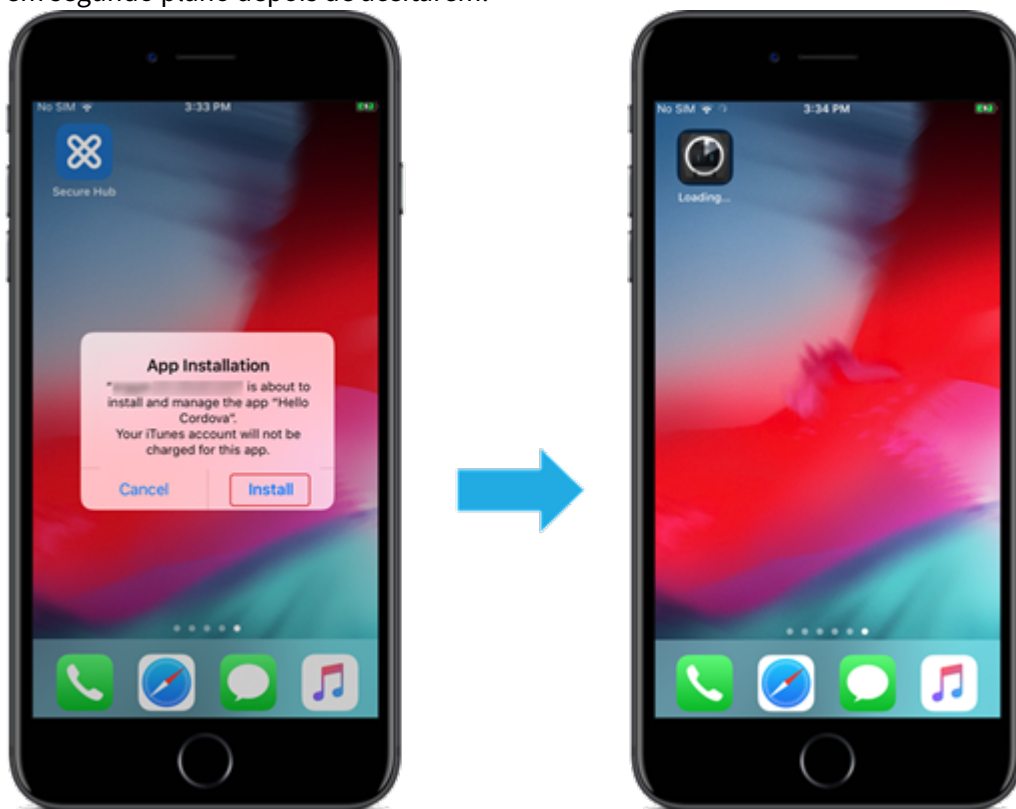 em segundo plano depois de aceitarem.
No SIM 3:33 PM
Secure Hub
App Installation
" is about to
install and manage the app "Hello
Cordova".
Your iTunes account will not be
charged for this app.
Cancel Install
No SIM 3:34 PM
Loading...